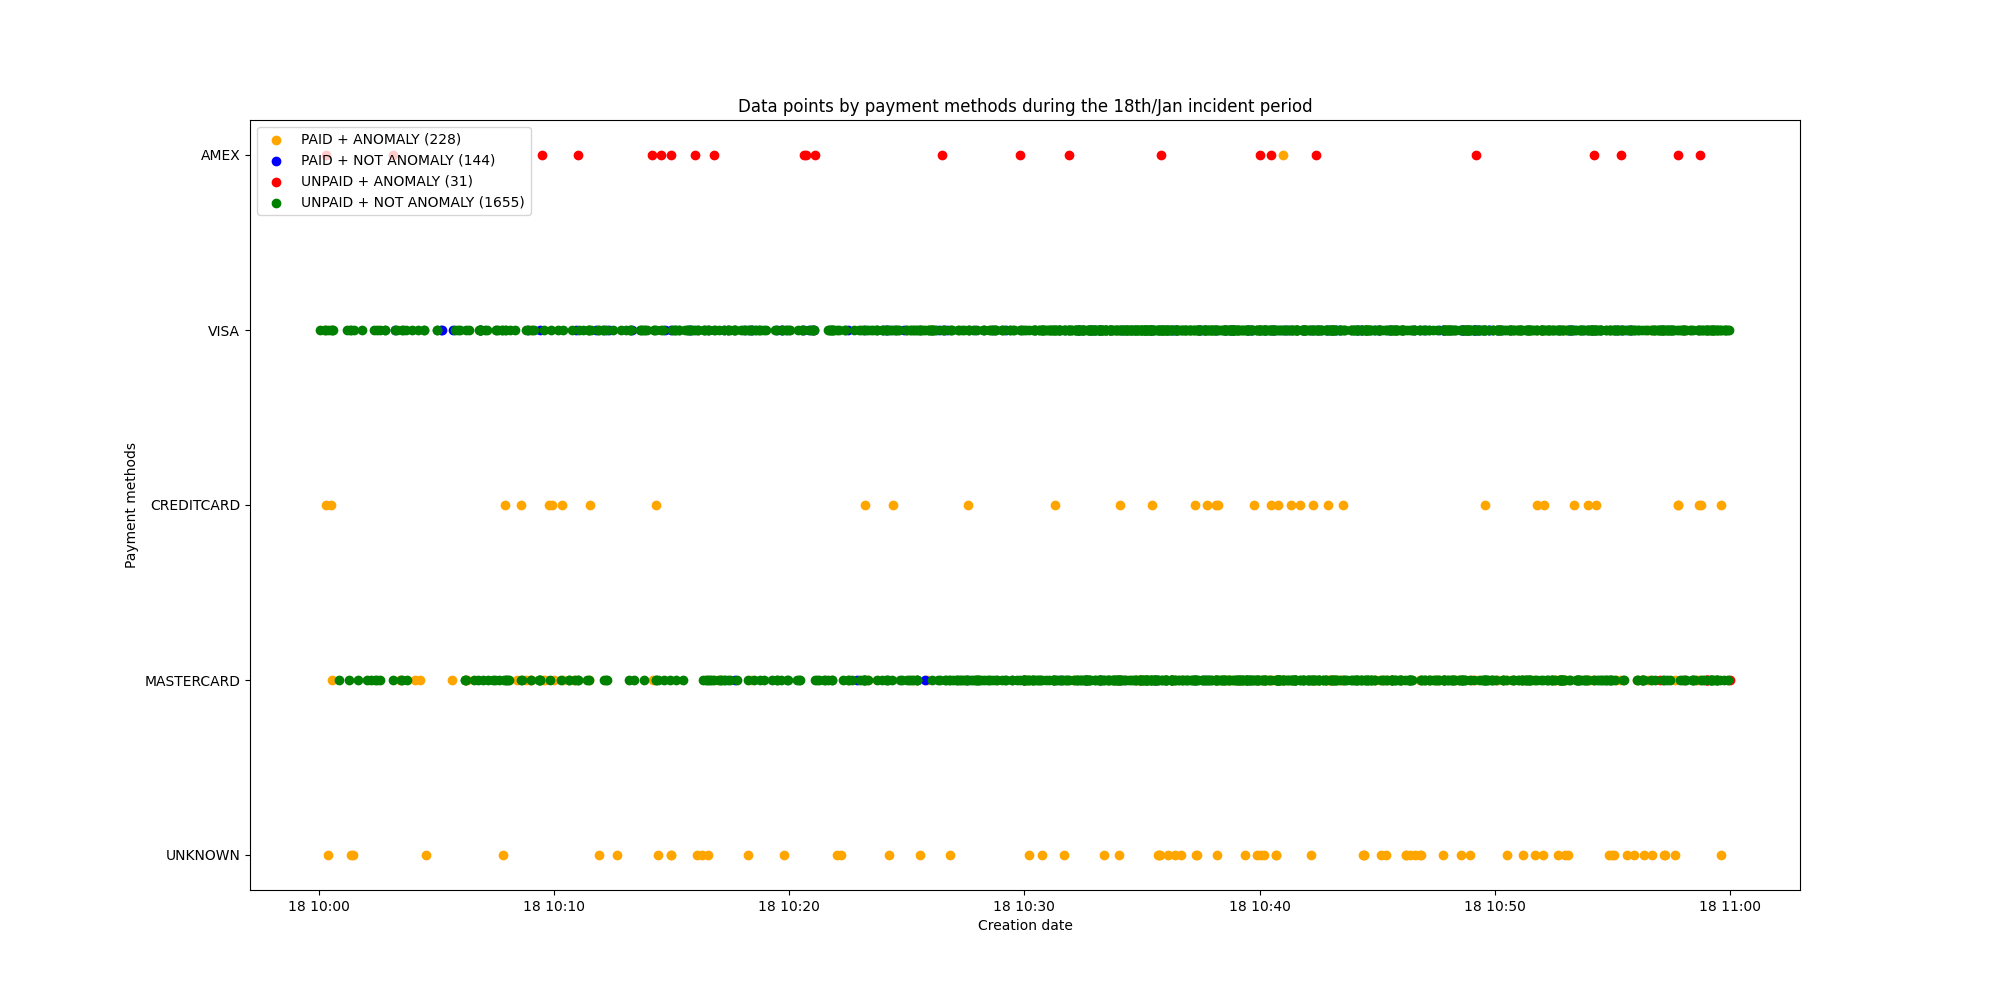 Data points by payment methods during the 18th/Jan incident period
PAID + ANOMALY (228)
PAID + NOT ANOMALY (144)
UNPAID + ANOMALY (31)
UNPAID + NOT ANOMALY (1655)
AMEX
VISA
CREDITCARD
MASTERCARD
UNKNOWN
Payment methods
18 10:00 18 10:10 18 10:20 18 10:30 18 10:40 18 10:50 18 11:00
Creation date